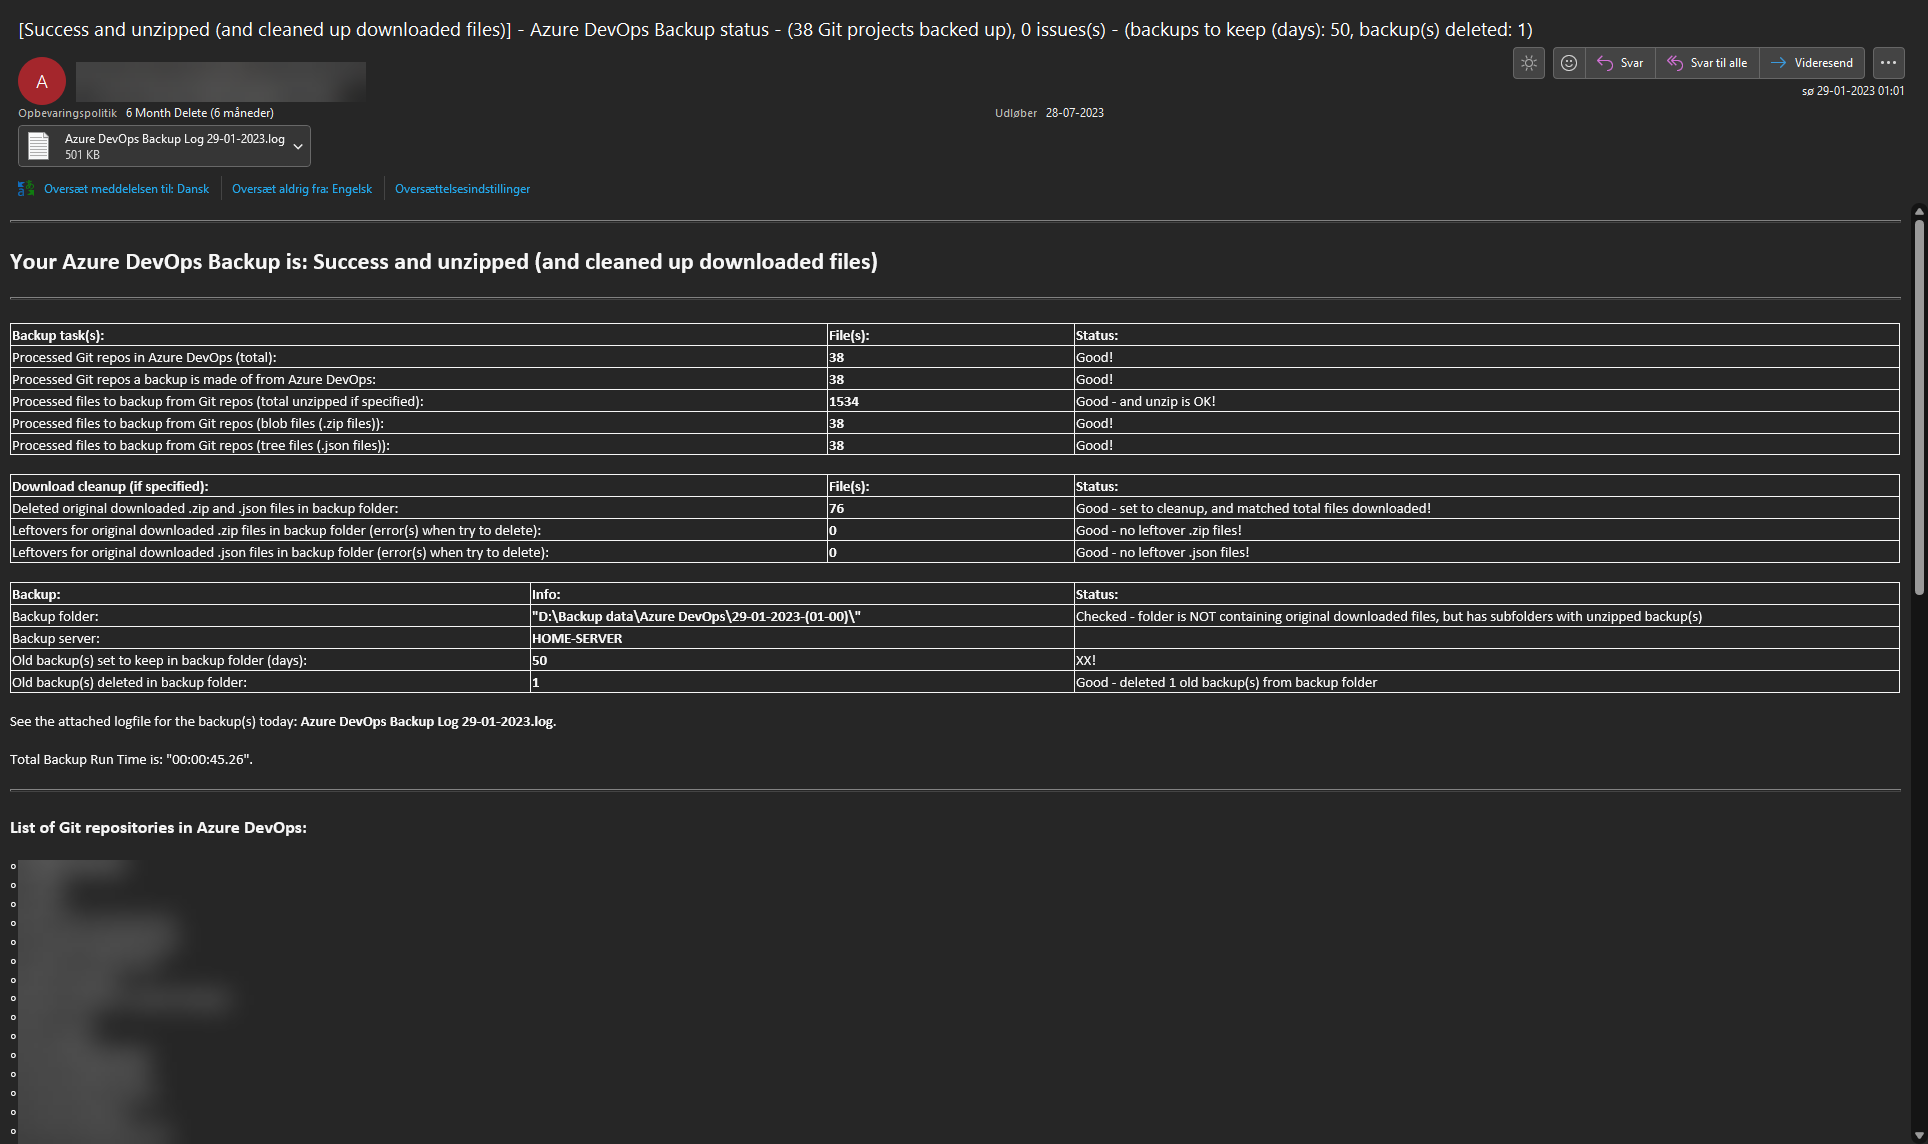 [Success and unzipped (and cleaned up downloaded files)] - Azure DevOps Backup status - (38 Git projects backed up), 0 issues(s) - (backups to keep (days): 50, backup(s) deleted: 1)
A
Svar
Svar til alle
Videresend
sø 29-01-2023 01:01
Opbevaringspolitik 6 Month Delete (6 måneder)
Udløber 28-07-2023
Azure DevOps Backup Log 29-01-2023.log
501 KB
Oversæt meddelelsen til: Dansk
Oversæt aldrig fra: Engelsk
Oversættelsesindstillinger
Your Azure DevOps Backup is: Success and unzipped (and cleaned up downloaded files)
Backup task(s): File(s): Status:
Processed Git repos in Azure DevOps (total): 38 Good!
Processed Git repos a backup is made of from Azure DevOps: 38 Good!
Processed files to backup from Git repos (total unzipped if specified): 1534 Good - and unzip is OK!
Processed files to backup from Git repos (blob files (.zip files)): 38 Good!
Processed files to backup from Git repos (tree files (.json files)): 38 Good!
Download cleanup (if specified): File(s): Status:
Deleted original downloaded .zip and .json files in backup folder: 76 Good - set to cleanup, and matched total files downloaded!
Leftovers for original downloaded .zip files in backup folder (error(s) when try to delete): 0 Good - no leftover .zip files!
Leftovers for original downloaded .json files in backup folder (error(s) when try to delete): 0 Good - no leftover .json files!
Backup: Info: Status:
Backup folder: "D:\Backup data\Azure DevOps\29-01-2023-(01-00)\" Checked - folder is NOT containing original downloaded files, but has subfolders with unzipped backup(s)
Backup server: HOME-SERVER
Old backup(s) set to keep in backup folder (days): 50 XX!
Old backup(s) deleted in backup folder: 1 Good - deleted 1 old backup(s) from backup folder
See the attached logfile for the backup(s) today: Azure DevOps Backup Log 29-01-2023.log.
Total Backup Run Time is: "00:00:45.26".
List of Git repositories in Azure DevOps: